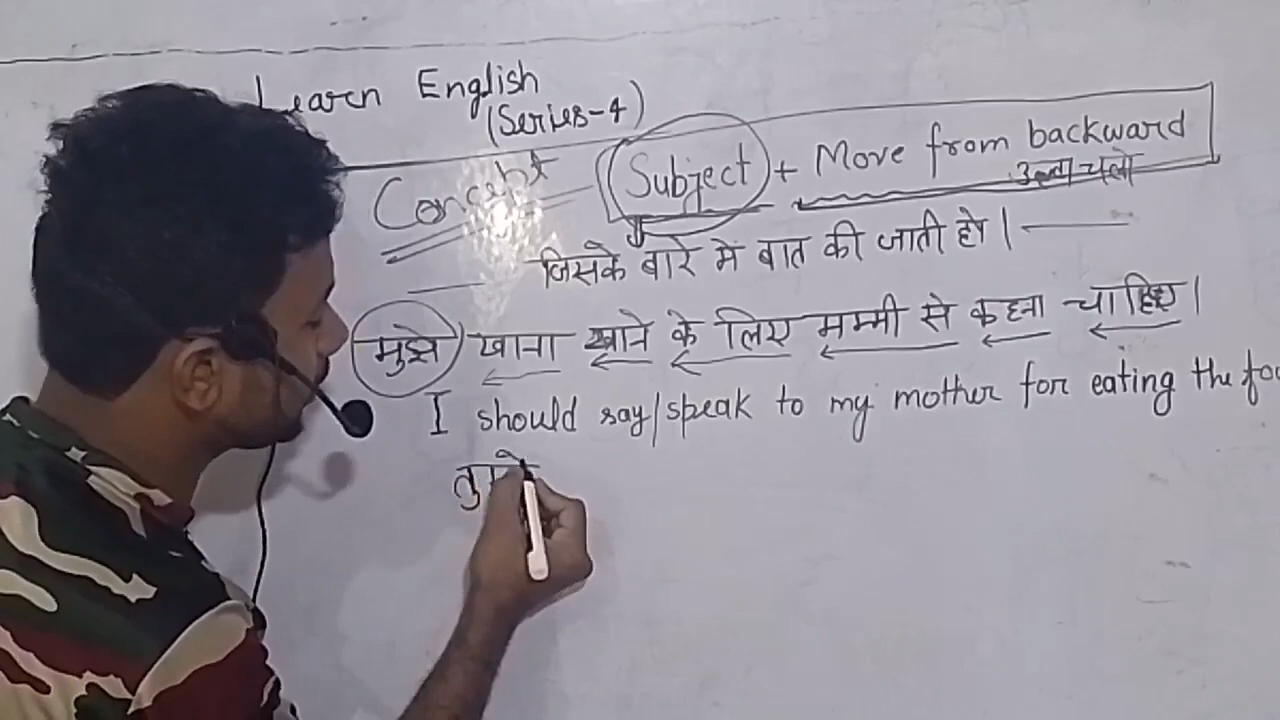 Learn English
(Series-4)
Concept Subject + Move from backward
उल्टा चलो
जिसके बारे में बात की जाती हो।
मुझे खाना खाने के लिए मम्मी से कहना चाहिए।
I should say/speak to my mother for eating the foo